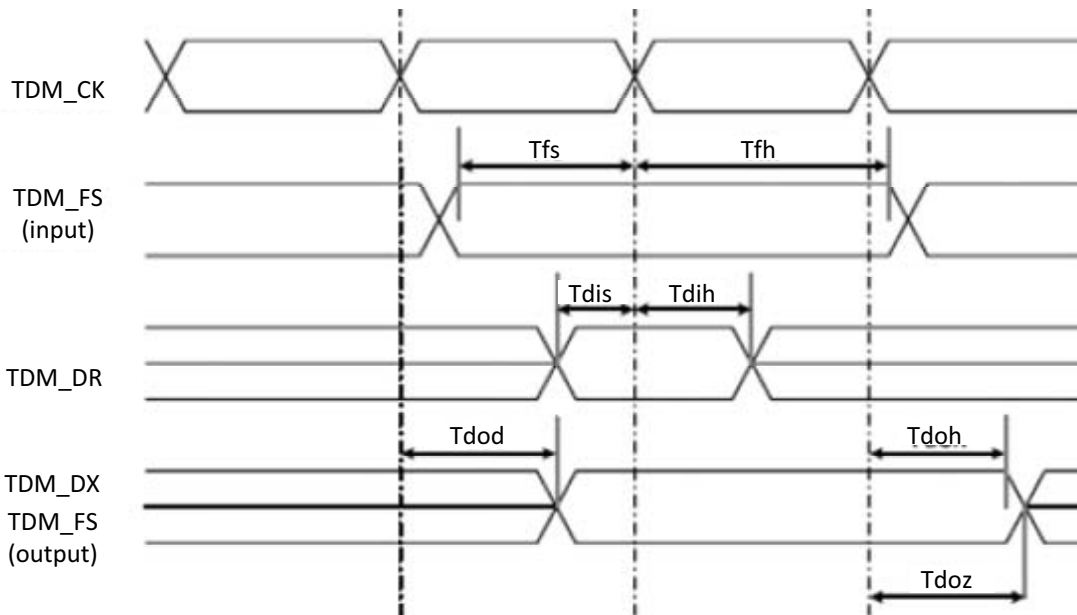 TDM_CK
Tfs
Tfh
TDM_FS
(input)
Tdis
Tdih
TDM_DR
Tdod
Tdoh
TDM_DX
TDM_FS
(output)
Tdoz